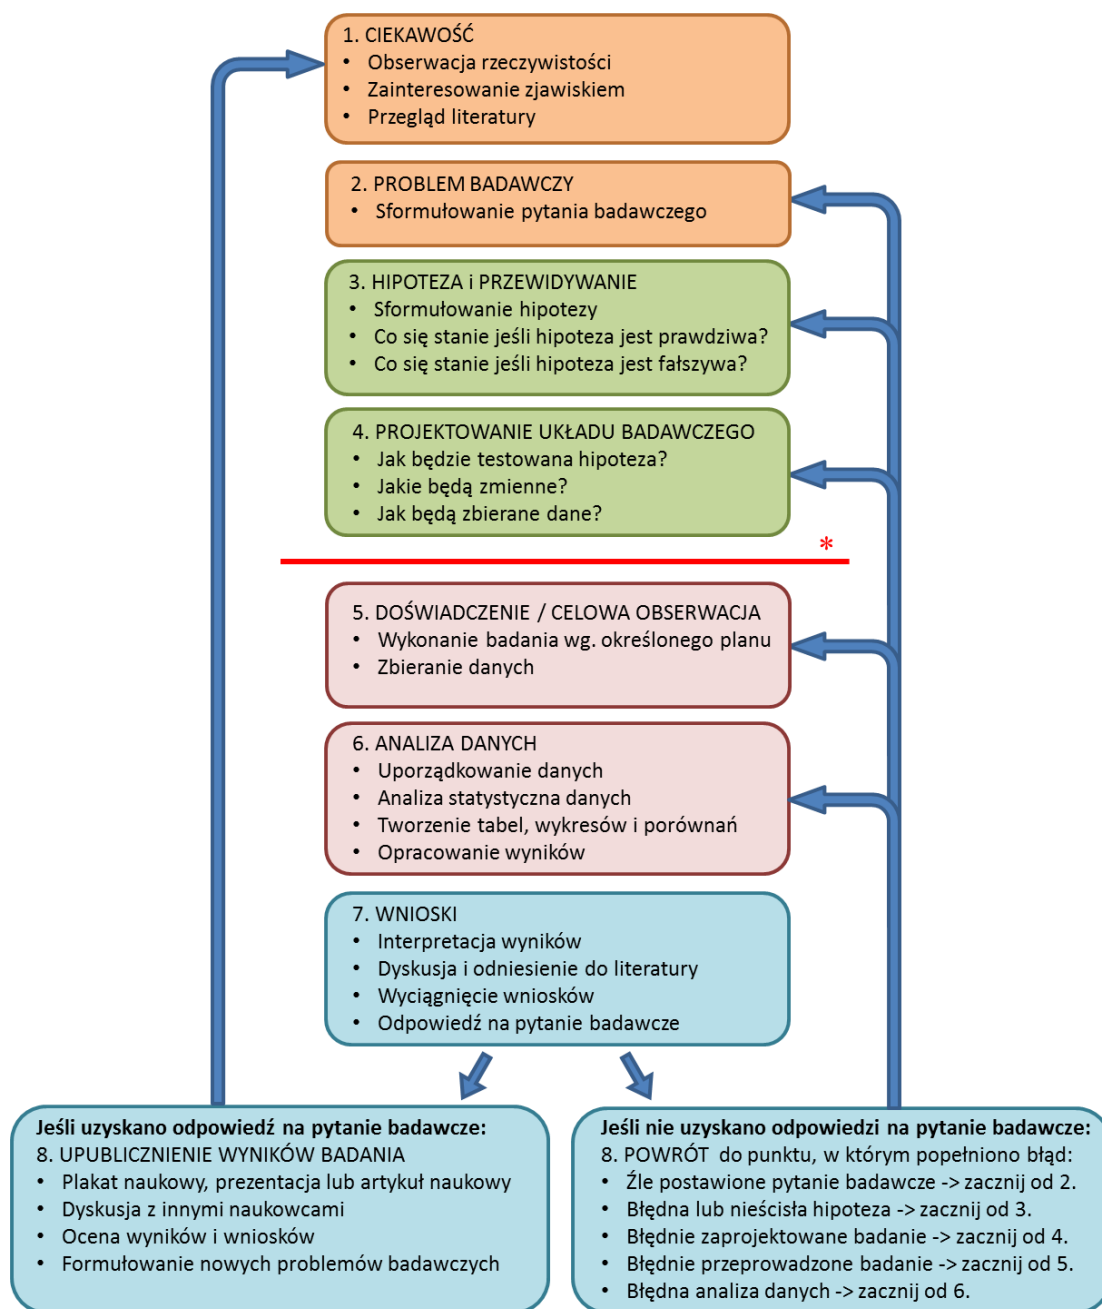 1. CIEKAWOŚĆ
• Obserwacja rzeczywistości
• Zainteresowanie zjawiskiem
• Przegląd literatury
2. PROBLEM BADAWCZY
• Sformułowanie pytania badawczego
3. HIPOTEZA i PRZEWIDYWANIE
• Sformułowanie hipotezy
• Co się stanie jeśli hipoteza jest prawdziwa?
• Co się stanie jeśli hipoteza jest fałszywa?
4. PROJEKTOWANIE UKŁADU BADAWCZEGO
• Jak będzie testowana hipoteza?
• Jakie będą zmienne?
• Jak będą zbierane dane?
*
5. DOŚWIADCZENIE / CELOWA OBSERWACJA
• Wykonanie badania wg. określonego planu
• Zbieranie danych
6. ANALIZA DANYCH
• Uporządkowanie danych
• Analiza statystyczna danych
• Tworzenie tabel, wykresów i porównań
• Opracowanie wyników
7. WNIOSKI
• Interpretacja wyników
• Dyskusja i odniesienie do literatury
• Wyciągnięcie wniosków
• Odpowiedź na pytanie badawcze
Jeśli uzyskano odpowiedź na pytanie badawcze:
8. UPUBLICZNIENIE WYNIKÓW BADANIA
• Plakat naukowy, prezentacja lub artykuł naukowy
• Dyskusja z innymi naukowcami
• Ocena wyników i wniosków
• Formułowanie nowych problemów badawczych
Jeśli nie uzyskano odpowiedzi na pytanie badawcze:
8. POWRÓT do punktu, w którym popełniono błąd:
• Źle postawione pytanie badawcze -> zacznij od 2.
• Błędna lub nieścisła hipoteza -> zacznij od 3.
• Błędnie zaprojektowane badanie -> zacznij od 4.
• Błędnie przeprowadzone badanie -> zacznij od 5.
• Błędna analiza danych -> zacznij od 6.